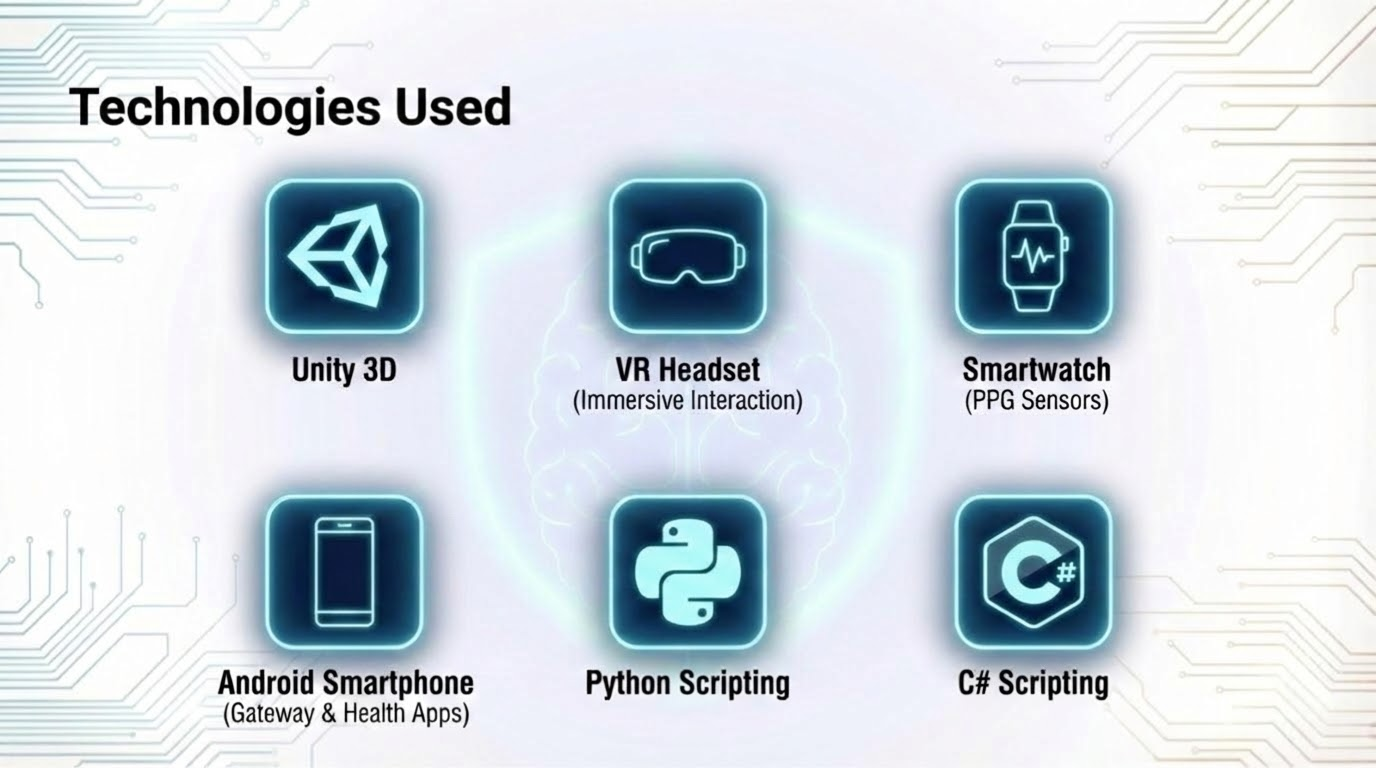 Technologies Used
Unity 3D
VR Headset
(Immersive Interaction)
Smartwatch
(PPG Sensors)
Android Smartphone
(Gateway & Health Apps)
Python Scripting
C#
C# Scripting